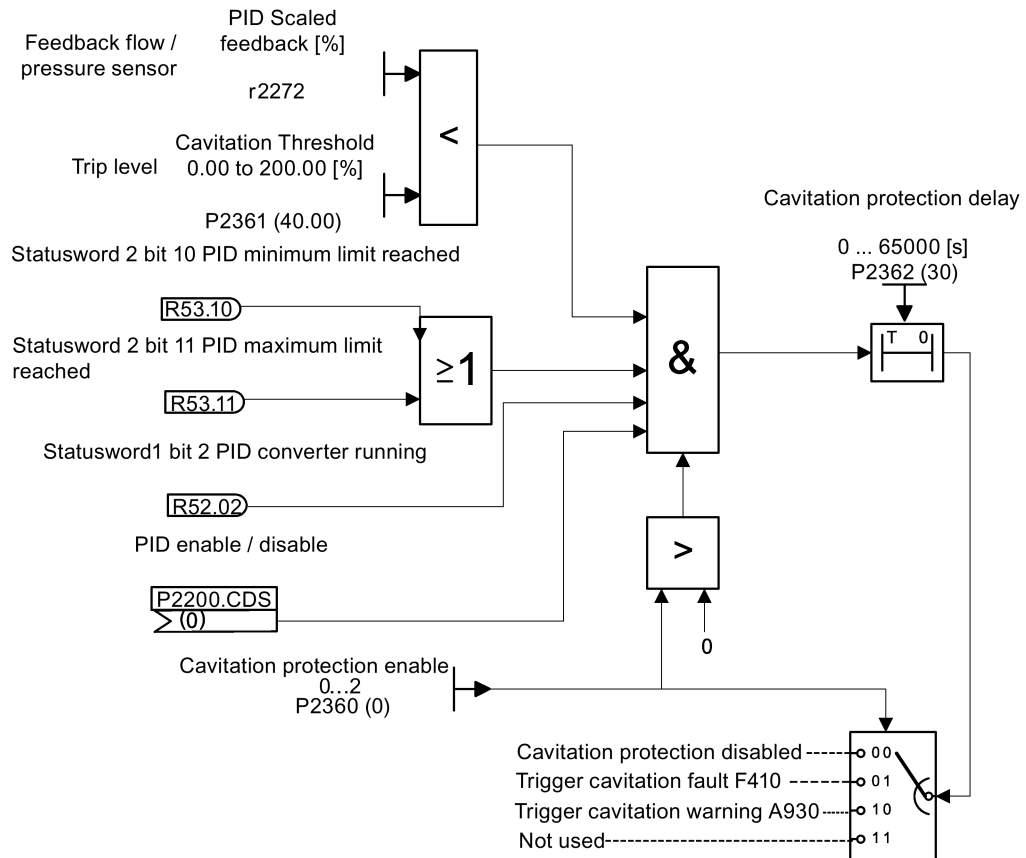 PID Scaled
feedback [%]
Feedback flow /
pressure sensor
r2272
<
Cavitation Threshold
0.00 to 200.00 [%]
Trip level
P2361 (40.00)
Cavitation protection delay
0 ... 65000 [s]
P2362 (30)
Statusword 2 bit 10 PID minimum limit reached
R53.10
T 0
Statusword 2 bit 11 PID maximum limit
reached
≥1
&
R53.11
Statusword1 bit 2 PID converter running
R52.02
PID enable / disable
>
P2200.CDS
(0)
0
Cavitation protection enable
0...2
P2360 (0)
Cavitation protection disabled 00
Trigger cavitation fault F410 01
Trigger cavitation warning A930 10
Not used 11